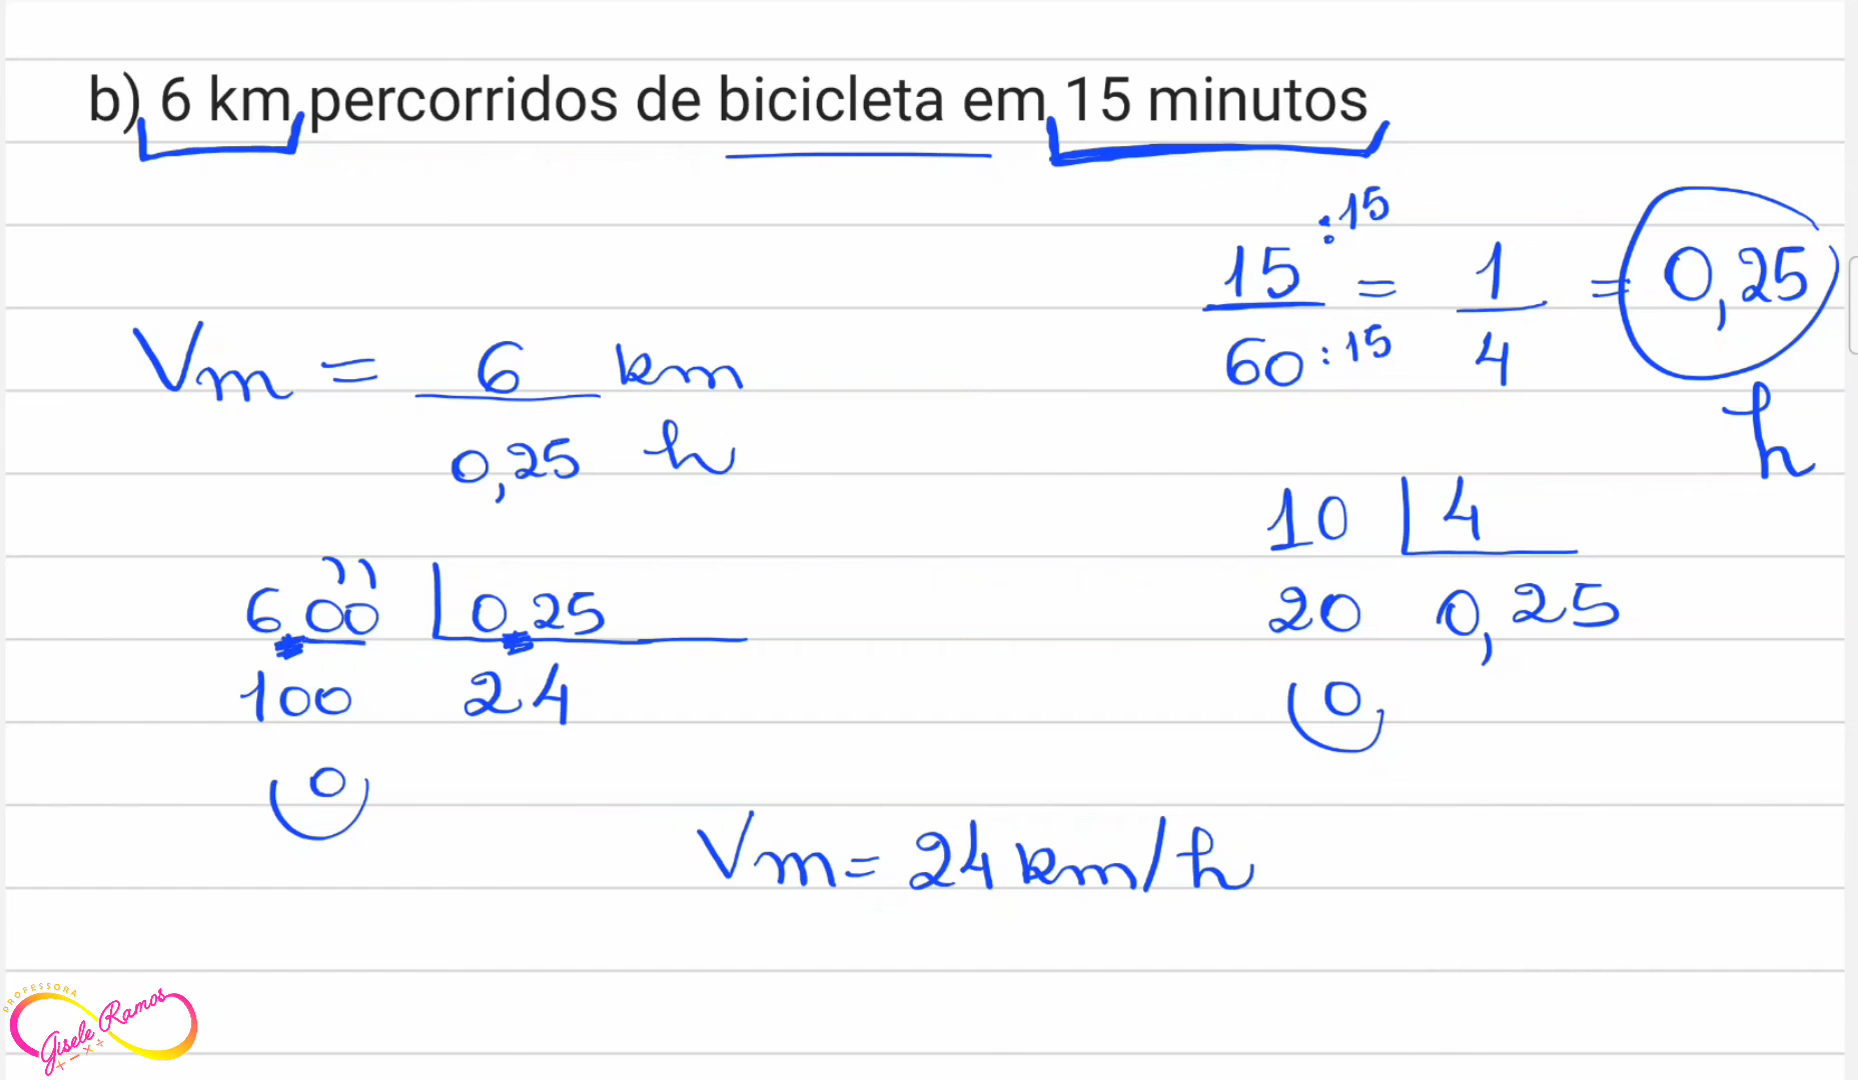 b) 6 km percorridos de bicicleta em 15 minutos
15 :15 = 1 = 0,25
60 :15 4
h
Vm = 6 km
0,25 h
10 4
20 0,25
0
600 0,25
100 24
0
Vm = 24 km/h
PROFESSORA
Gisele Ramos
+ − × ÷